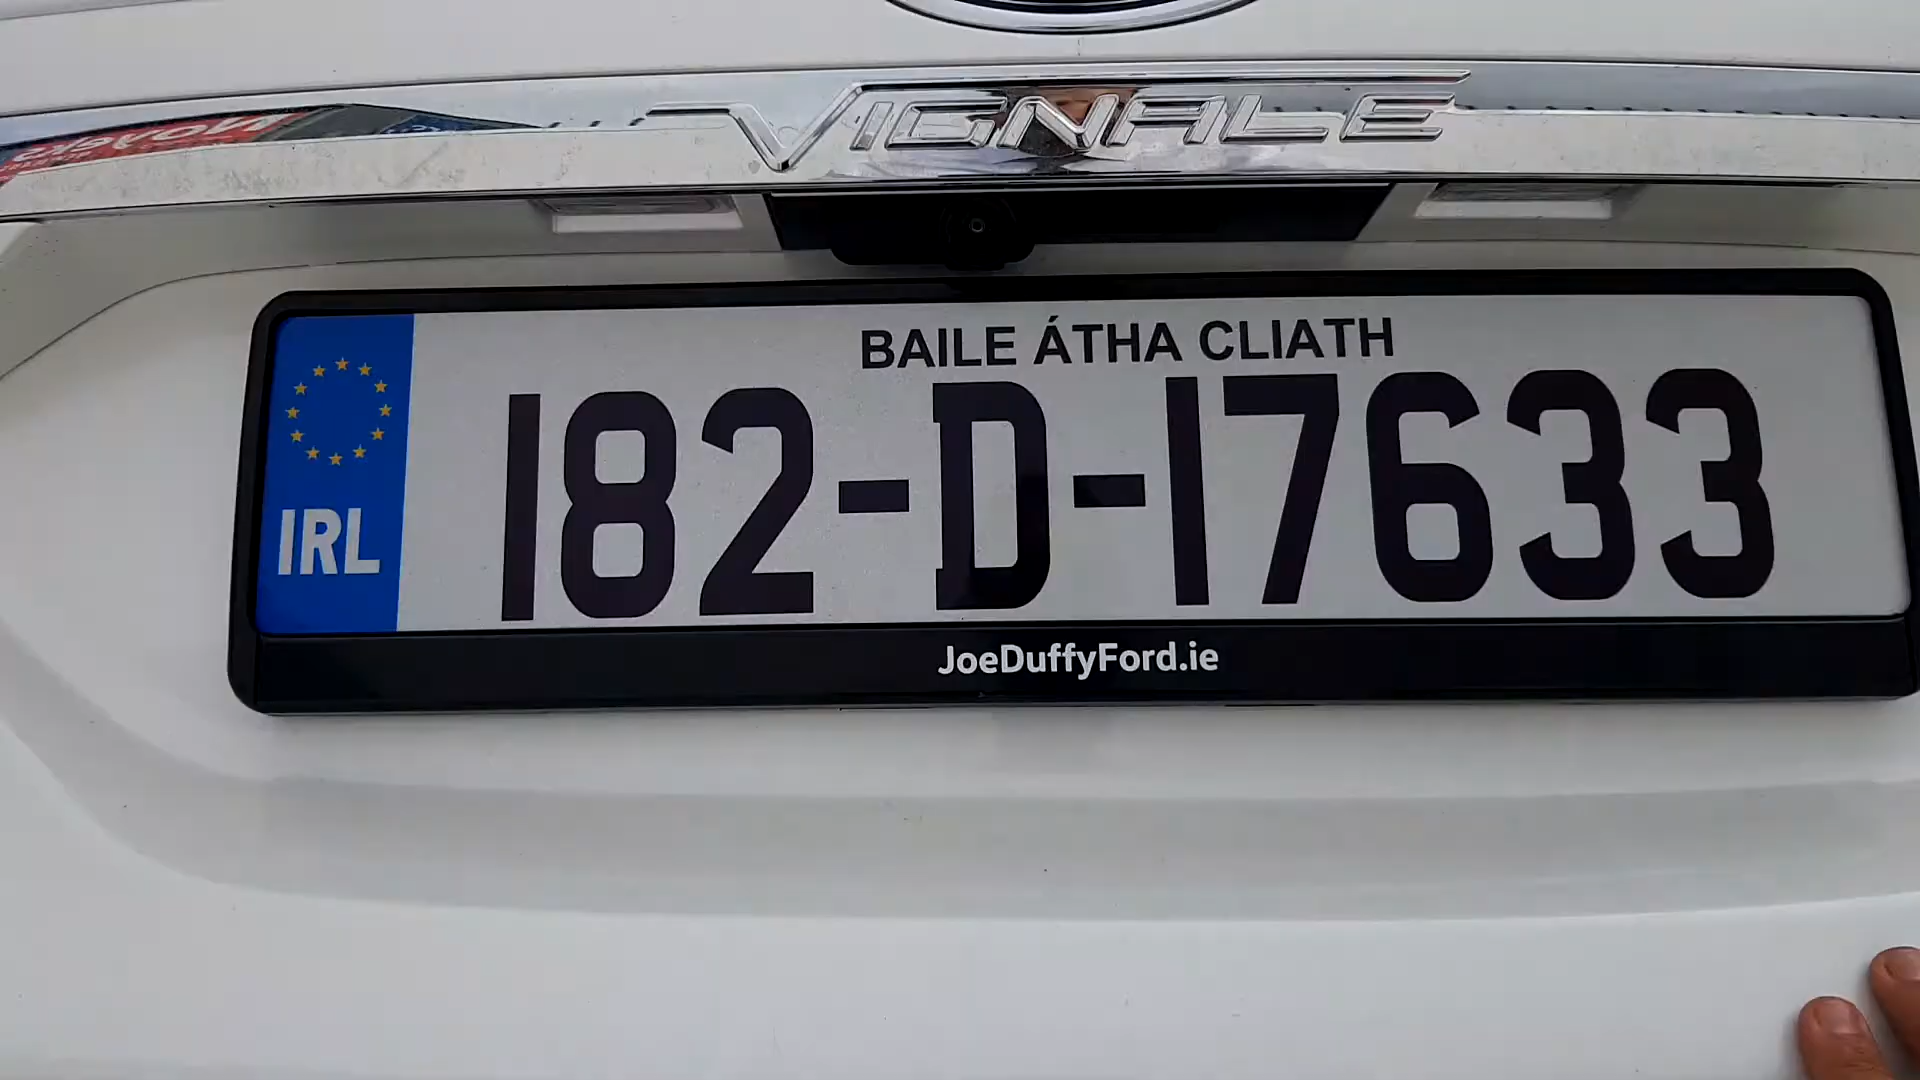 VIGNALE
BAILE ÁTHA CLIATH
182-D-17633
IRL
JoeDuffyFord.ie